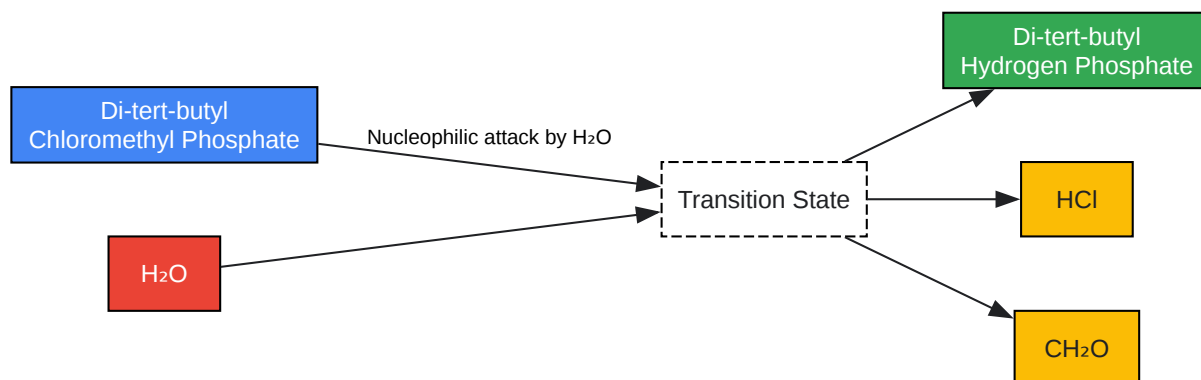 Di-tert-butyl
Hydrogen Phosphate
Di-tert-butyl
Chloromethyl Phosphate
Nucleophilic attack by H₂O
Transition State
HCl
H₂O
CH₂O